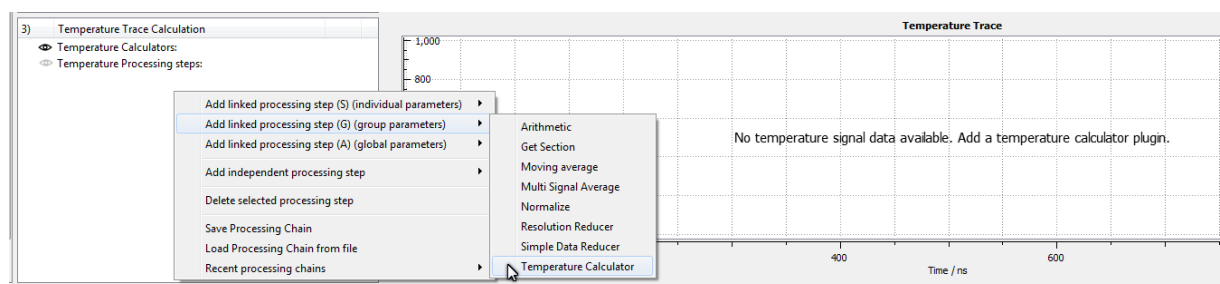 3) Temperature Trace Calculation
Temperature Calculators:
Temperature Processing steps:
Add linked processing step (S) (individual parameters)
Add linked processing step (G) (group parameters)
Add linked processing step (A) (global parameters)
Add independent processing step
Delete selected processing step
Save Processing Chain
Load Processing Chain from file
Recent processing chains
Arithmetic
Get Section
Moving average
Multi Signal Average
Normalize
Resolution Reducer
Simple Data Reducer
Temperature Calculator
Temperature Trace
1,000
800
No temperature signal data available. Add a temperature calculator plugin.
400
600
Time / ns